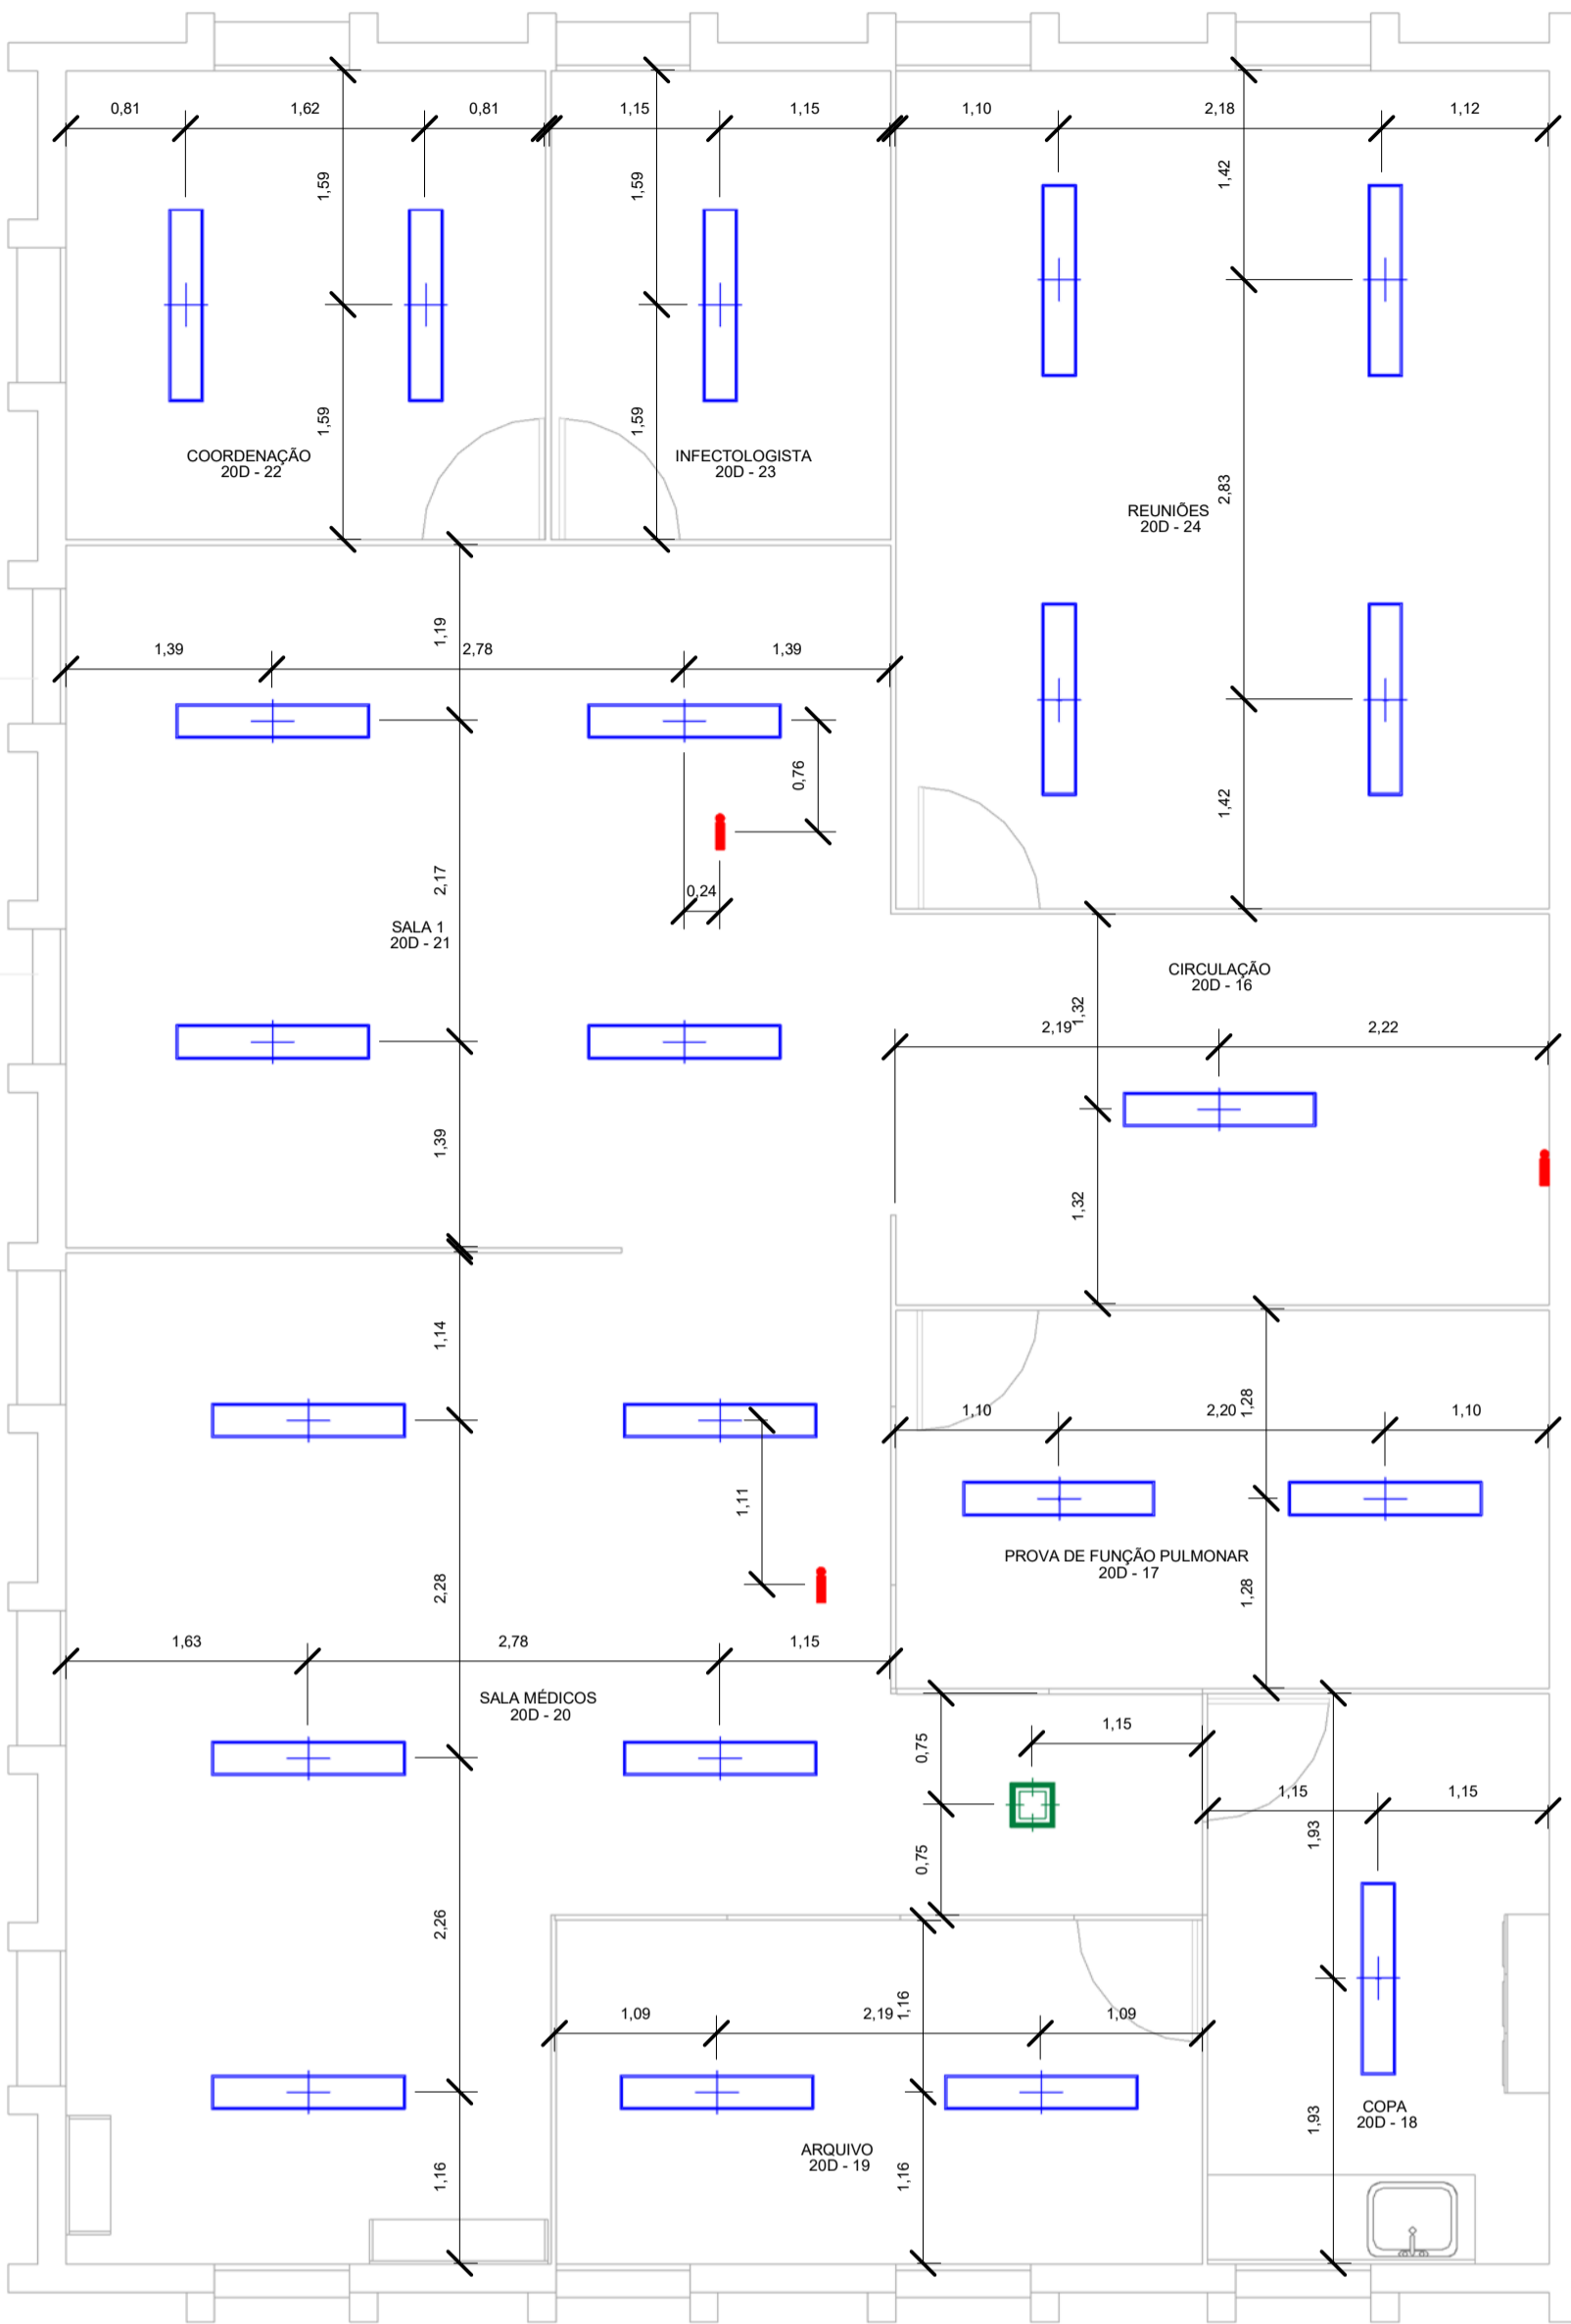 0,81
1,62
0,81
1,15
1,15
1,10
2,18
1,12
1,59
1,59
1,42
1,59
1,59
COORDENAÇÃO
20D - 22
INFECTOLOGISTA
20D - 23
2,83
REUNIÕES
20D - 24
1,19
1,39
2,78
1,39
0,76
1,42
2,17
0,24
SALA 1
20D - 21
CIRCULAÇÃO
20D - 16
1,32
2,19
2,22
1,39
1,32
1,14
1,28
1,10
2,20
1,10
1,11
PROVA DE FUNÇÃO PULMONAR
20D - 17
2,28
1,28
1,63
2,78
1,15
SALA MÉDICOS
20D - 20
0,75
1,15
1,15
1,15
1,93
0,75
2,26
1,16
1,09
2,19
1,09
COPA
20D - 18
1,93
ARQUIVO
20D - 19
1,16
1,16